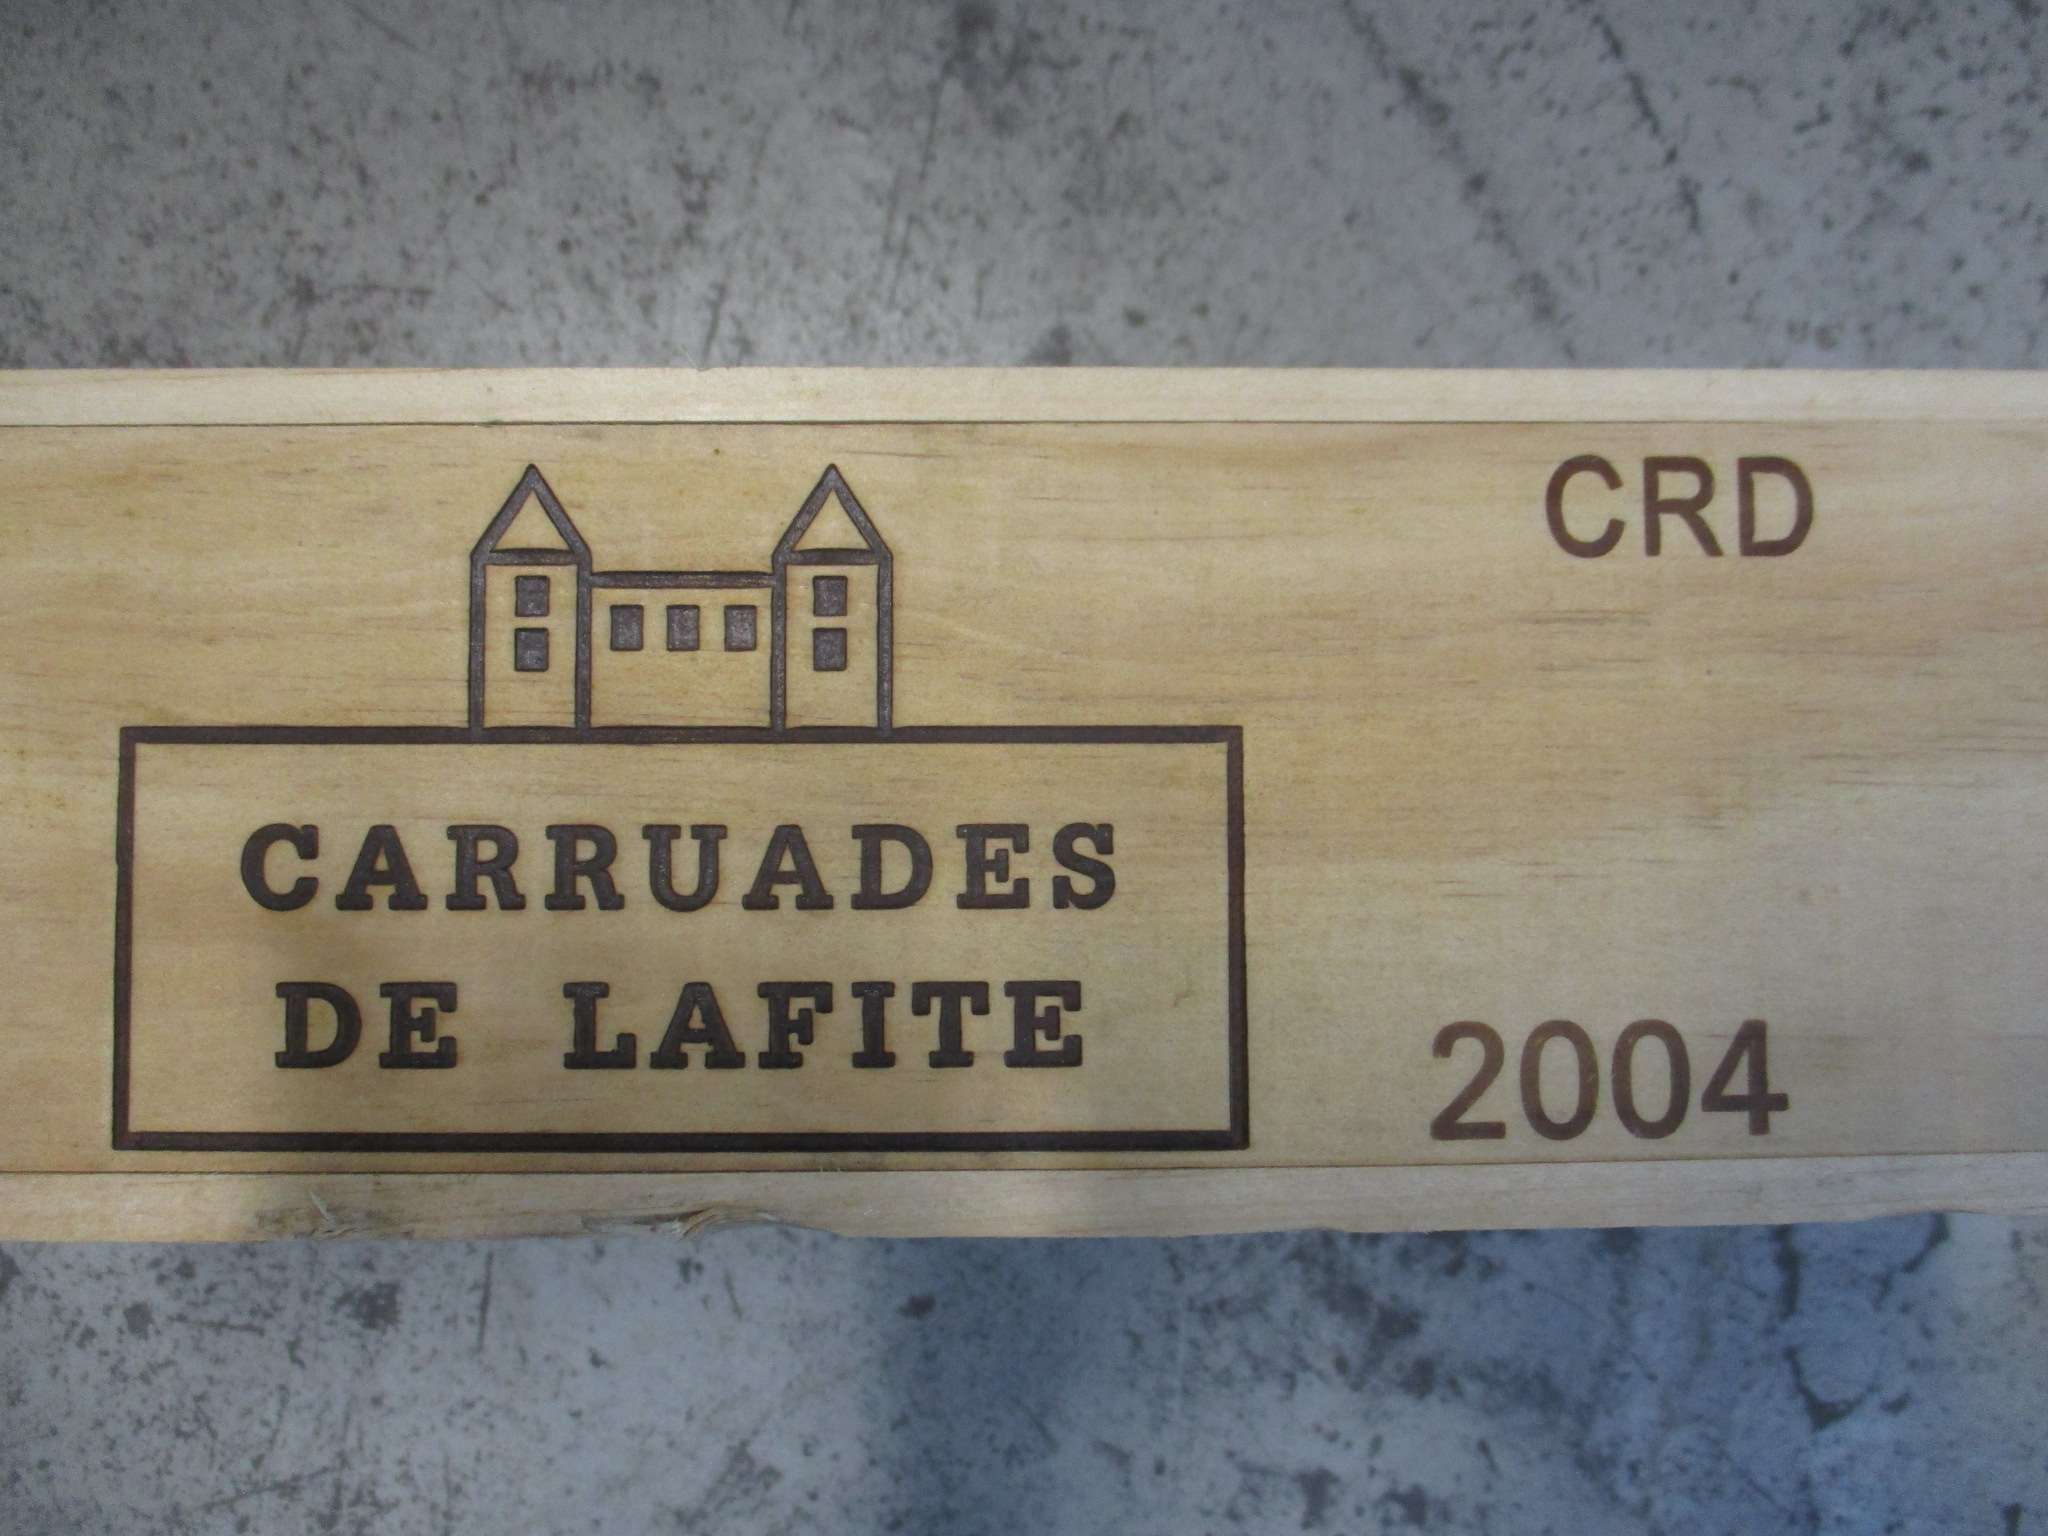 CRD
CARRUADES
DE LAFITE
2004